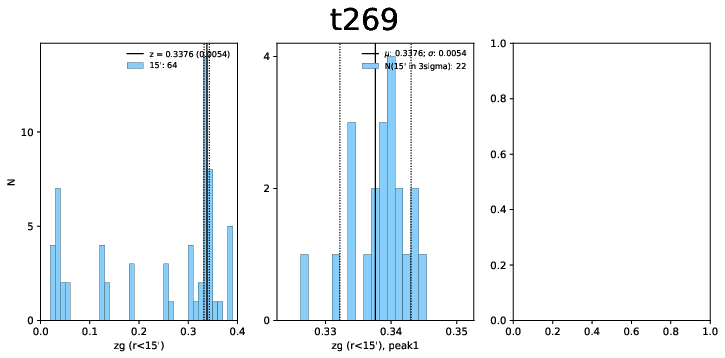 t269
z = 0.3376 (0.0054)
15': 64
N
10
5
0
0.0 0.1 0.2 0.3 0.4
zg (r<15')
μ: 0.3376; σ: 0.0054
N(15' in 3sigma): 22
4
2
0
0.33 0.34 0.35
zg (r<15'), peak1
1.0
0.8
0.6
0.4
0.2
0.0
0.0 0.2 0.4 0.6 0.8 1.0